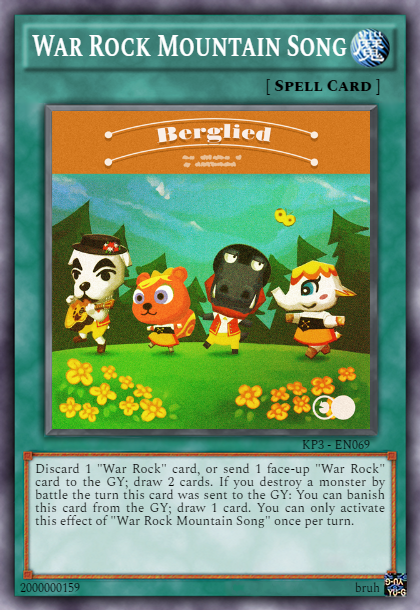 WAR ROCK MOUNTAIN SONG
魔
[ SPELL CARD ]
Berglied
KP3 - EN069
Discard 1 "War Rock" card, or send 1 face-up "War Rock"
card to the GY; draw 2 cards. If you destroy a monster by
battle the turn this card was sent to the GY: You can banish
this card from the GY; draw 1 card. You can only activate
this effect of "War Rock Mountain Song" once per turn.
2000000159
bruh